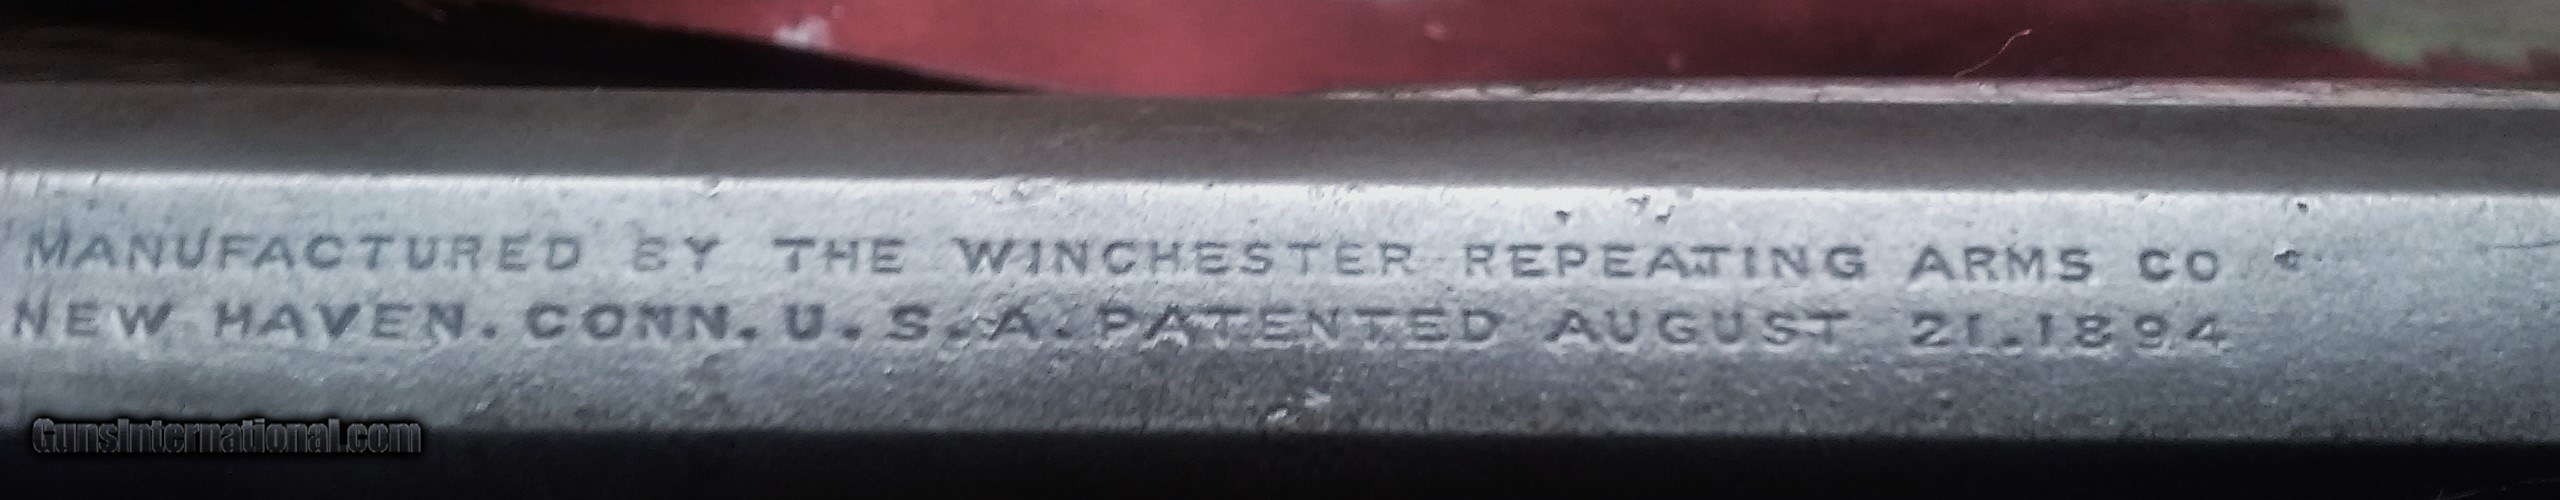 MANUFACTURED BY THE WINCHESTER REPEATING ARMS CO
NEW HAVEN. CONN. U. S. A. PATENTED AUGUST 21. 1894
GunsInternational.com